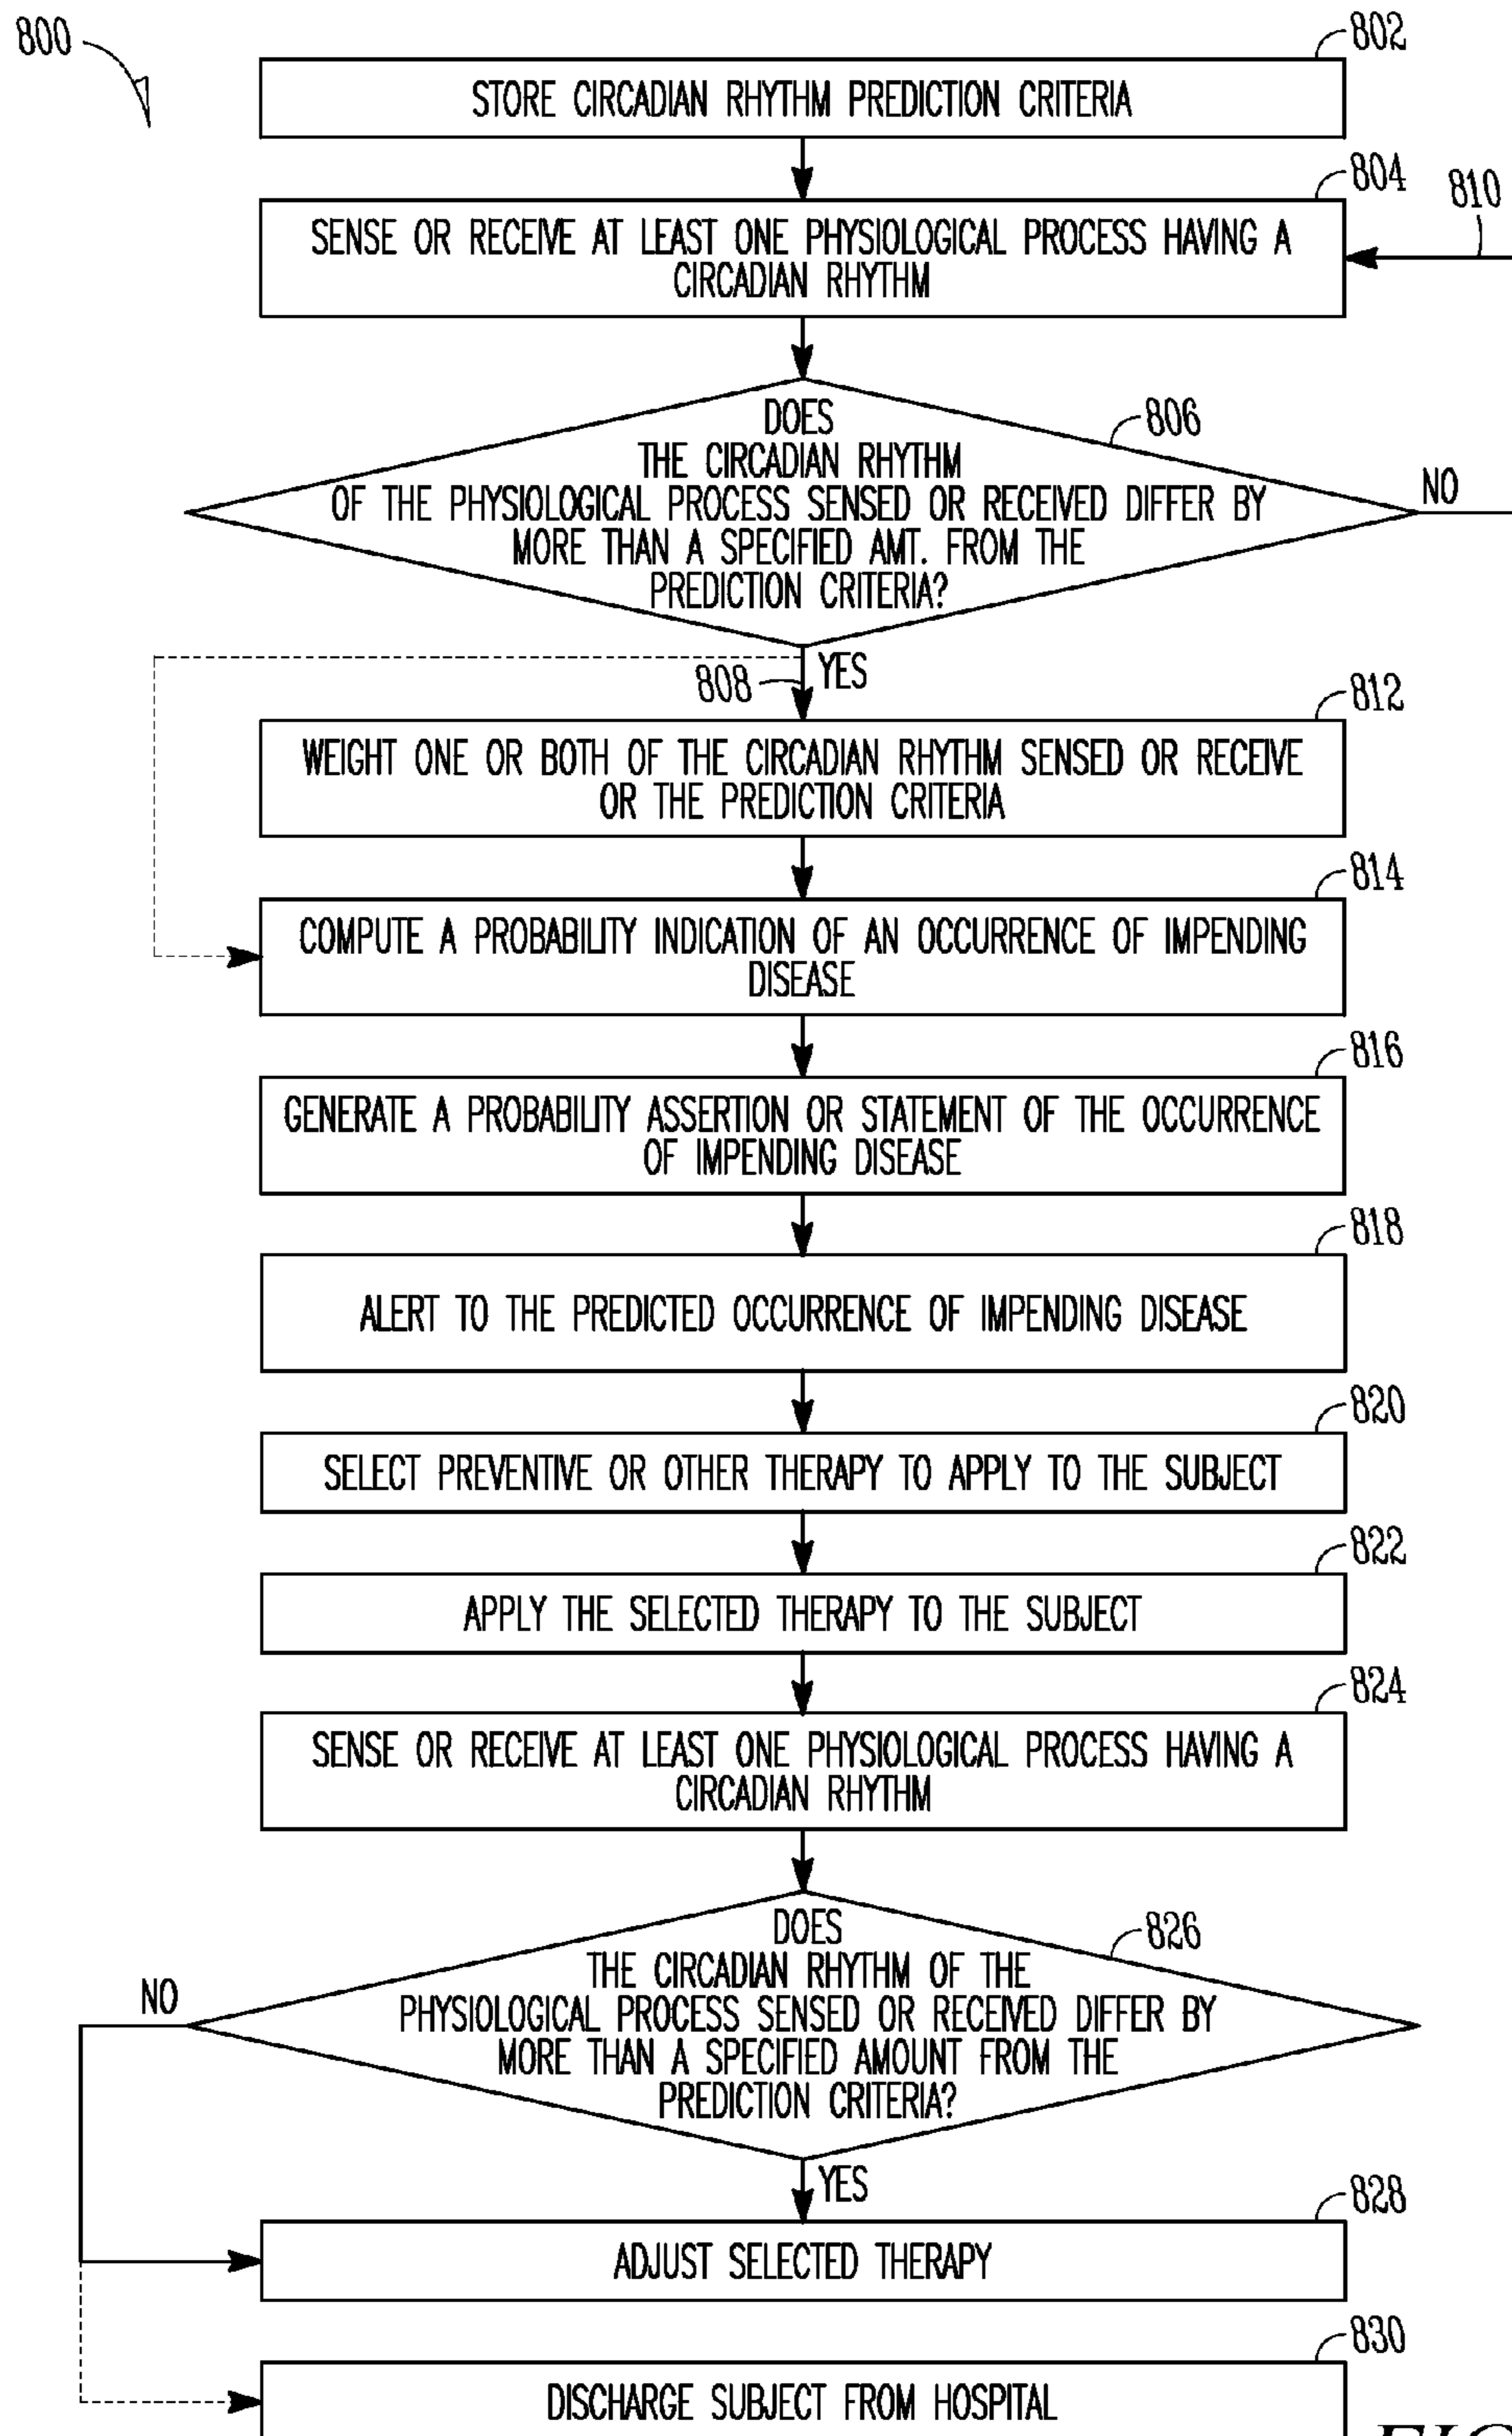 800
802
STORE CIRCADIAN RHYTHM PREDICTION CRITERIA
804
810
SENSE OR RECEIVE AT LEAST ONE PHYSIOLOGICAL PROCESS HAVING A
CIRCADIAN RHYTHM
806
DOES
THE CIRCADIAN RHYTHM
OF THE PHYSIOLOGICAL PROCESS SENSED OR RECEIVED DIFFER BY
MORE THAN A SPECIFIED AMT. FROM THE
PREDICTION CRITERIA?
NO
808
YES
812
WEIGHT ONE OR BOTH OF THE CIRCADIAN RHYTHM SENSED OR RECEIVE
OR THE PREDICTION CRITERIA
814
COMPUTE A PROBABILITY INDICATION OF AN OCCURRENCE OF IMPENDING
DISEASE
816
GENERATE A PROBABILITY ASSERTION OR STATEMENT OF THE OCCURRENCE
OF IMPENDING DISEASE
818
ALERT TO THE PREDICTED OCCURRENCE OF IMPENDING DISEASE
820
SELECT PREVENTIVE OR OTHER THERAPY TO APPLY TO THE SUBJECT
822
APPLY THE SELECTED THERAPY TO THE SUBJECT
824
SENSE OR RECEIVE AT LEAST ONE PHYSIOLOGICAL PROCESS HAVING A
CIRCADIAN RHYTHM
826
DOES
THE CIRCADIAN RHYTHM OF THE
PHYSIOLOGICAL PROCESS SENSED OR RECEIVED DIFFER BY
MORE THAN A SPECIFIED AMOUNT FROM THE
PREDICTION CRITERIA?
NO
YES
828
ADJUST SELECTED THERAPY
830
DISCHARGE SUBJECT FROM HOSPITAL